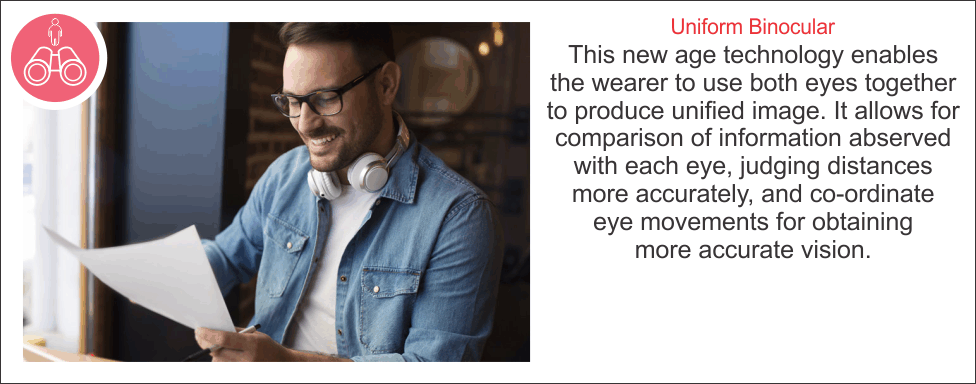 Uniform Binocular
This new age technology enables
the wearer to use both eyes together
to produce unified image. It allows for
comparison of information abserved
with each eye, judging distances
more accurately, and co-ordinate
eye movements for obtaining
more accurate vision.